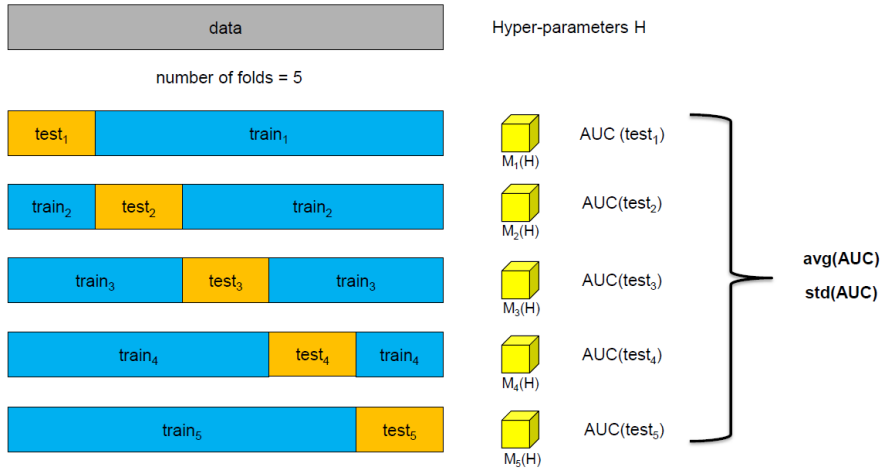 data
Hyper-parameters H
number of folds = 5
test₁ train₁ AUC (test₁)
M₁(H)
train₂ test₂ train₂ AUC(test₂)
M₂(H)
train₃ test₃ train₃ AUC(test₃)
M₃(H)
train₄ test₄ train₄ AUC(test₄)
M₄(H)
train₅ test₅ AUC(test₅)
M₅(H)
avg(AUC)
std(AUC)